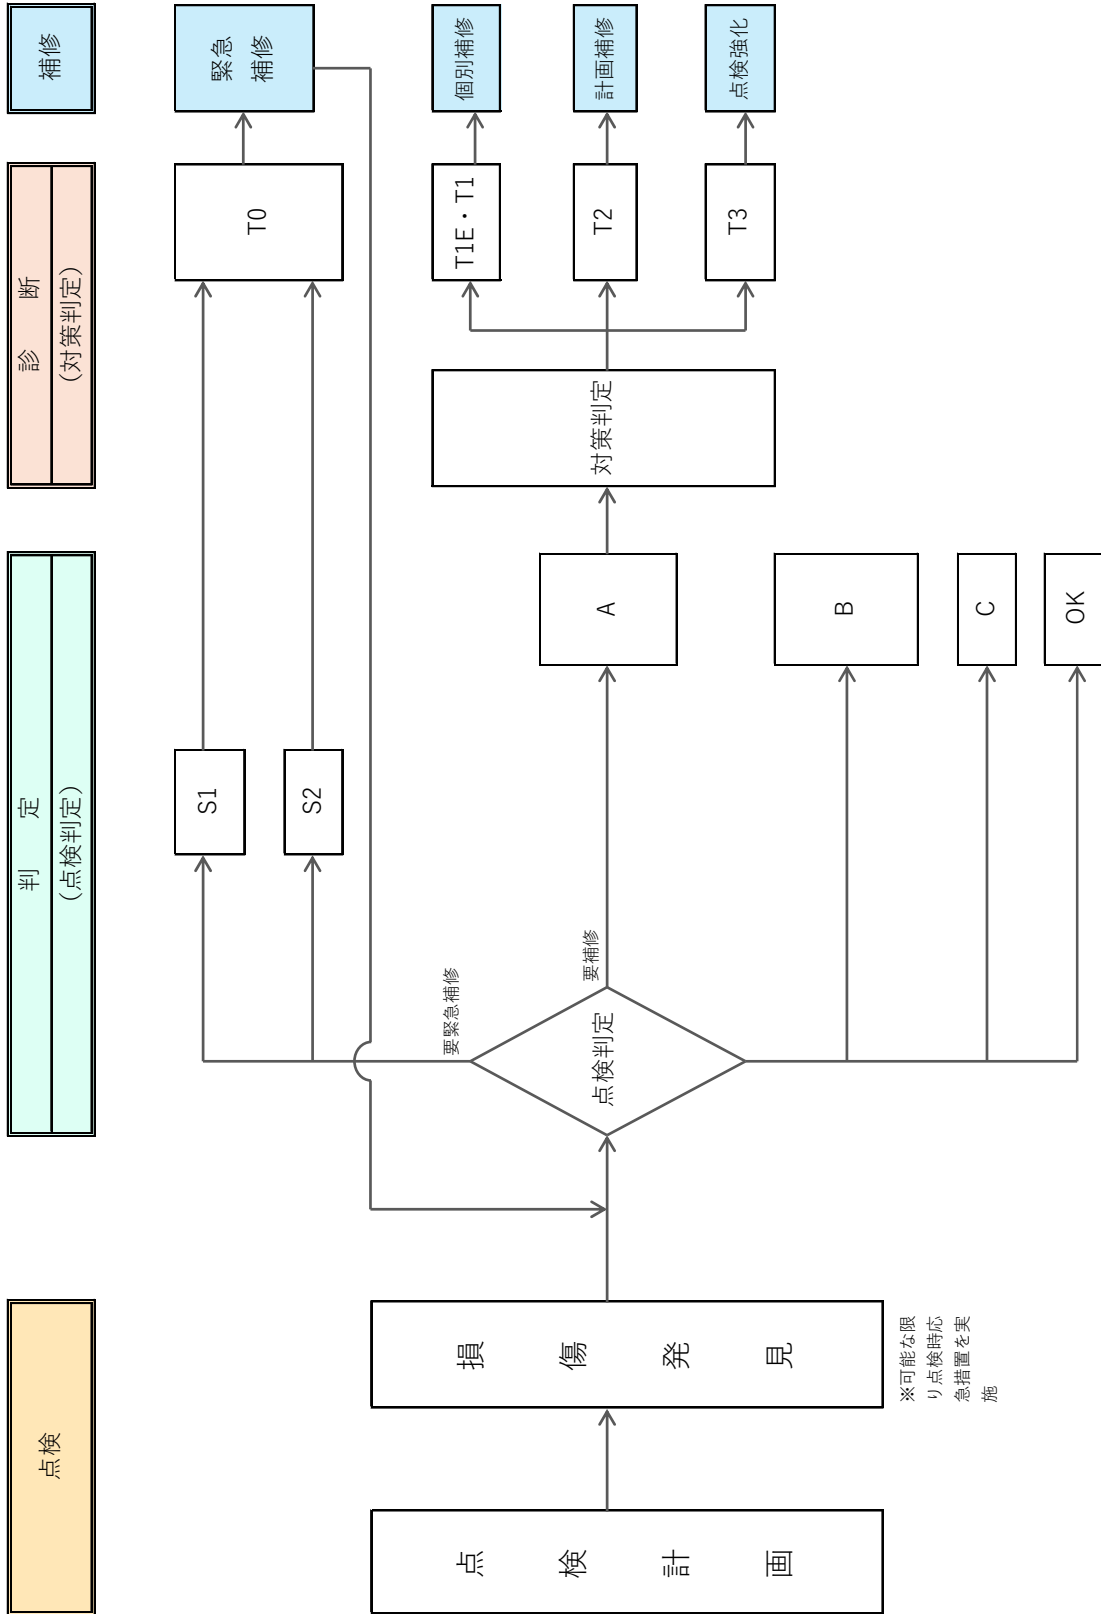 点検
判　定
（点検判定）
診　断
（対策判定）
補修
点検計画
損傷発見
※可能な限
り点検時応
急措置を実
施
点検判定
要緊急補修
要補修
S1
S2
A
B
C
OK
対策判定
T0
T1E・T1
T2
T3
緊急
補修
個別補修
計画補修
点検強化